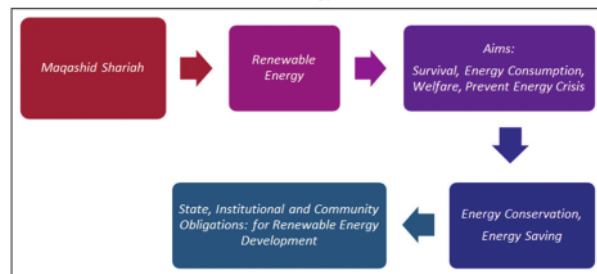 Maqashid Shariah
Renewable
Energy
Aims:
Survival, Energy Consumption,
Welfare, Prevent Energy Crisis
Energy Conservation,
Energy Saving
State, Institutional and Community
Obligations: for Renewable Energy
Development